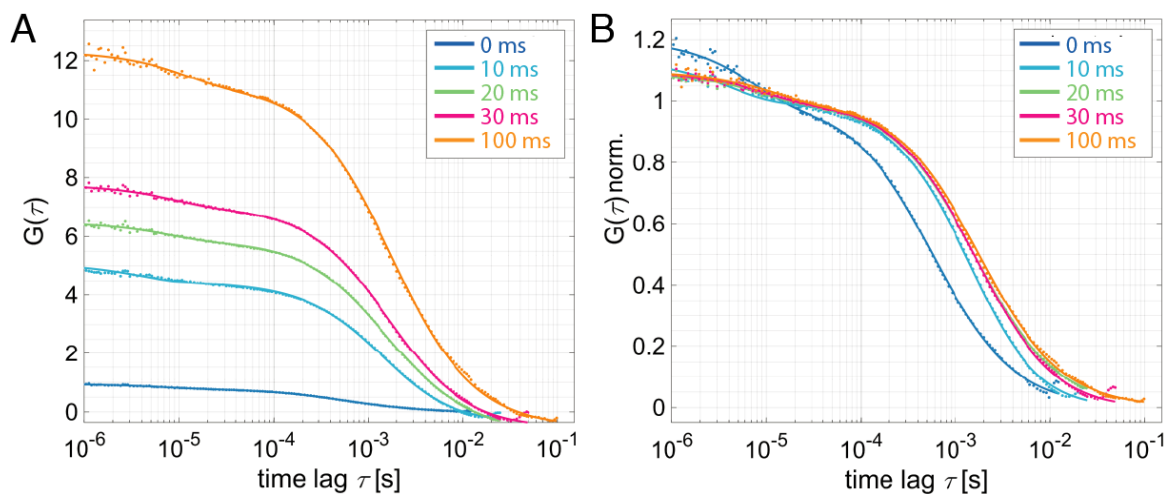 A
G(τ)
12
10
8
6
4
2
0
0 ms
10 ms
20 ms
30 ms
100 ms
10⁻⁶ 10⁻⁵ 10⁻⁴ 10⁻³ 10⁻² 10⁻¹
time lag τ [s]
B
G(τ) norm.
1.2
1
0.8
0.6
0.4
0.2
0
0 ms
10 ms
20 ms
30 ms
100 ms
10⁻⁶ 10⁻⁵ 10⁻⁴ 10⁻³ 10⁻² 10⁻¹
time lag τ [s]